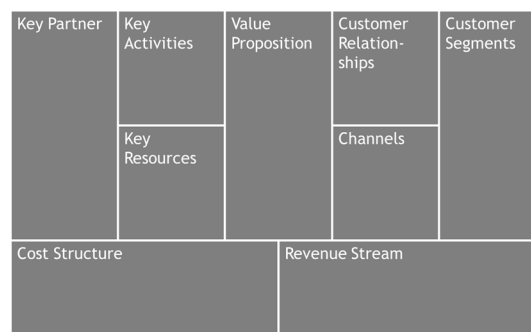 Key Partner
Key
Activities
Key
Resources
Value
Proposition
Customer
Relation-
ships
Channels
Customer
Segments
Cost Structure
Revenue Stream